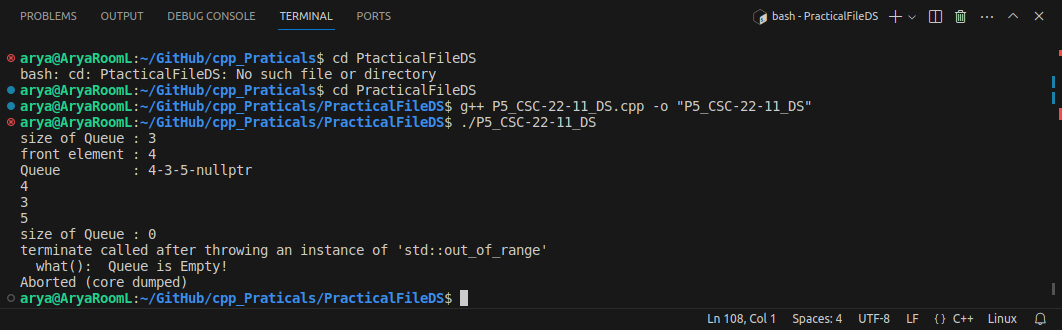 PROBLEMS OUTPUT DEBUG CONSOLE TERMINAL PORTS bash - PracticalFileDS
arya@AryaRoomL:~/GitHub/cpp_Praticals$ cd PtacticalFileDS
bash: cd: PtacticalFileDS: No such file or directory
arya@AryaRoomL:~/GitHub/cpp_Praticals$ cd PracticalFileDS
arya@AryaRoomL:~/GitHub/cpp_Praticals/PracticalFileDS$ g++ P5_CSC-22-11_DS.cpp -o "P5_CSC-22-11_DS"
arya@AryaRoomL:~/GitHub/cpp_Praticals/PracticalFileDS$ ./P5_CSC-22-11_DS
size of Queue : 3
front element : 4
Queue         : 4-3-5-nullptr
4
3
5
size of Queue : 0
terminate called after throwing an instance of 'std::out_of_range'
  what():  Queue is Empty!
Aborted (core dumped)
arya@AryaRoomL:~/GitHub/cpp_Praticals/PracticalFileDS$
Ln 108, Col 1 Spaces: 4 UTF-8 LF {} C++ Linux